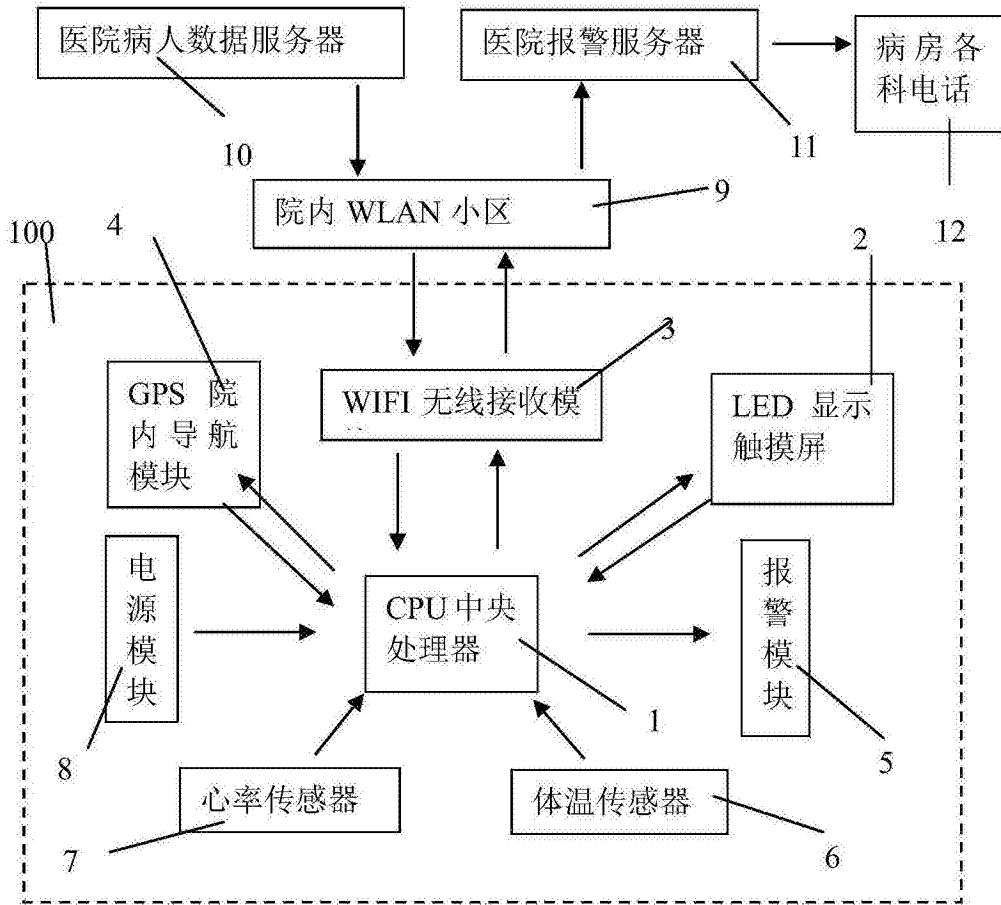 医院病人数据服务器
医院报警服务器
病房各
科电话
10
11
12
院内 WLAN 小区
9
100
4
2
3
GPS 院
内导航
模块
WIFI 无线接收模
LED 显示
触摸屏
电
源
模
块
CPU 中央
处理器
报
警
模
块
8
1
5
心率传感器
体温传感器
7
6